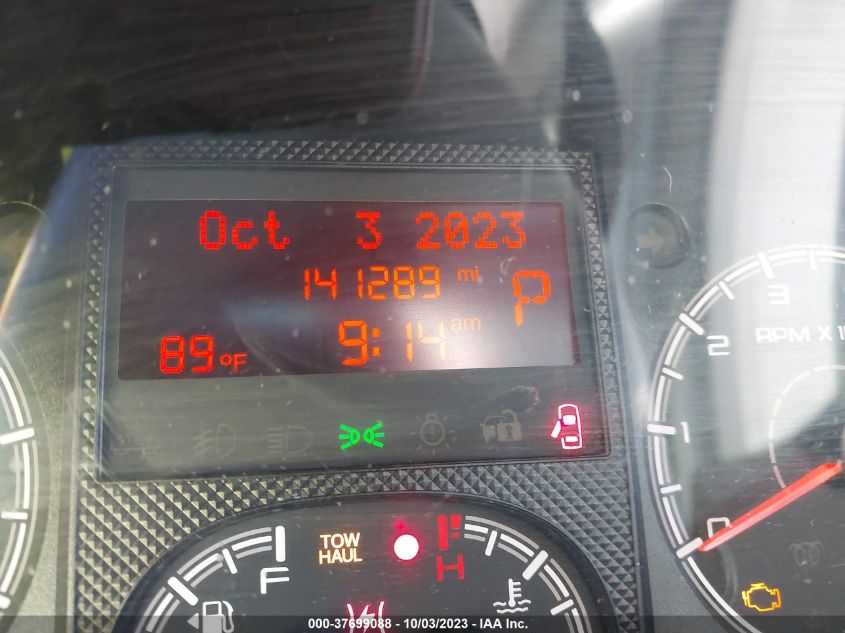 Oct 3 2023
141289 mi
P
9:14 am
89°F
3
2
RPM X 1
1
0
TOW
HAUL
F
H
000-37699088 - 10/03/2023 - IAA Inc.